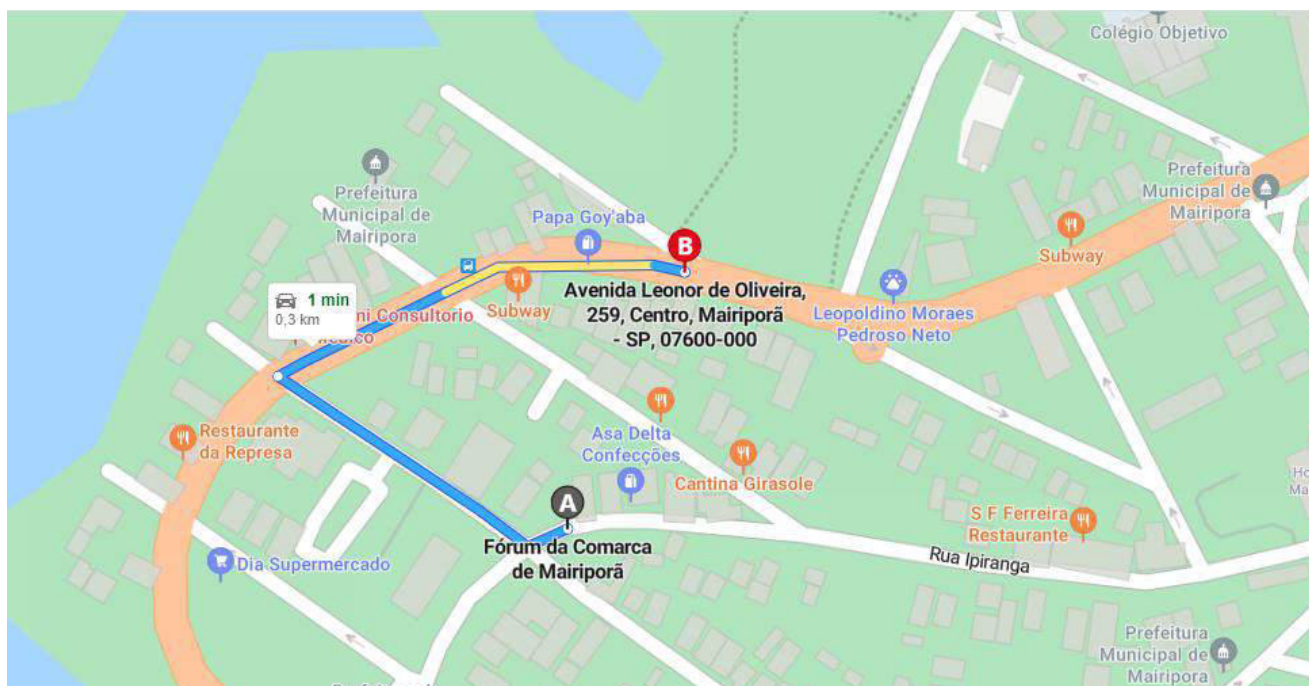 Colégio Objetivo
Prefeitura
Municipal de
Mairipora
Prefeitura
Municipal de
Mairipora
Papa Goy'aba
B
Subway
Avenida Leonor de Oliveira,
259, Centro, Mairiporã
- SP, 07600-000
Leopoldino Moraes
Pedroso Neto
1 min
0,3 km
Consultorio
Subway
Restaurante
da Represa
Asa Delta
Confecções
Cantina Girasole
A
S F Ferreira
Restaurante
Fórum da Comarca
de Mairiporã
Rua Ipiranga
Dia Supermercado
Prefeitura
Municipal de
Mairipora